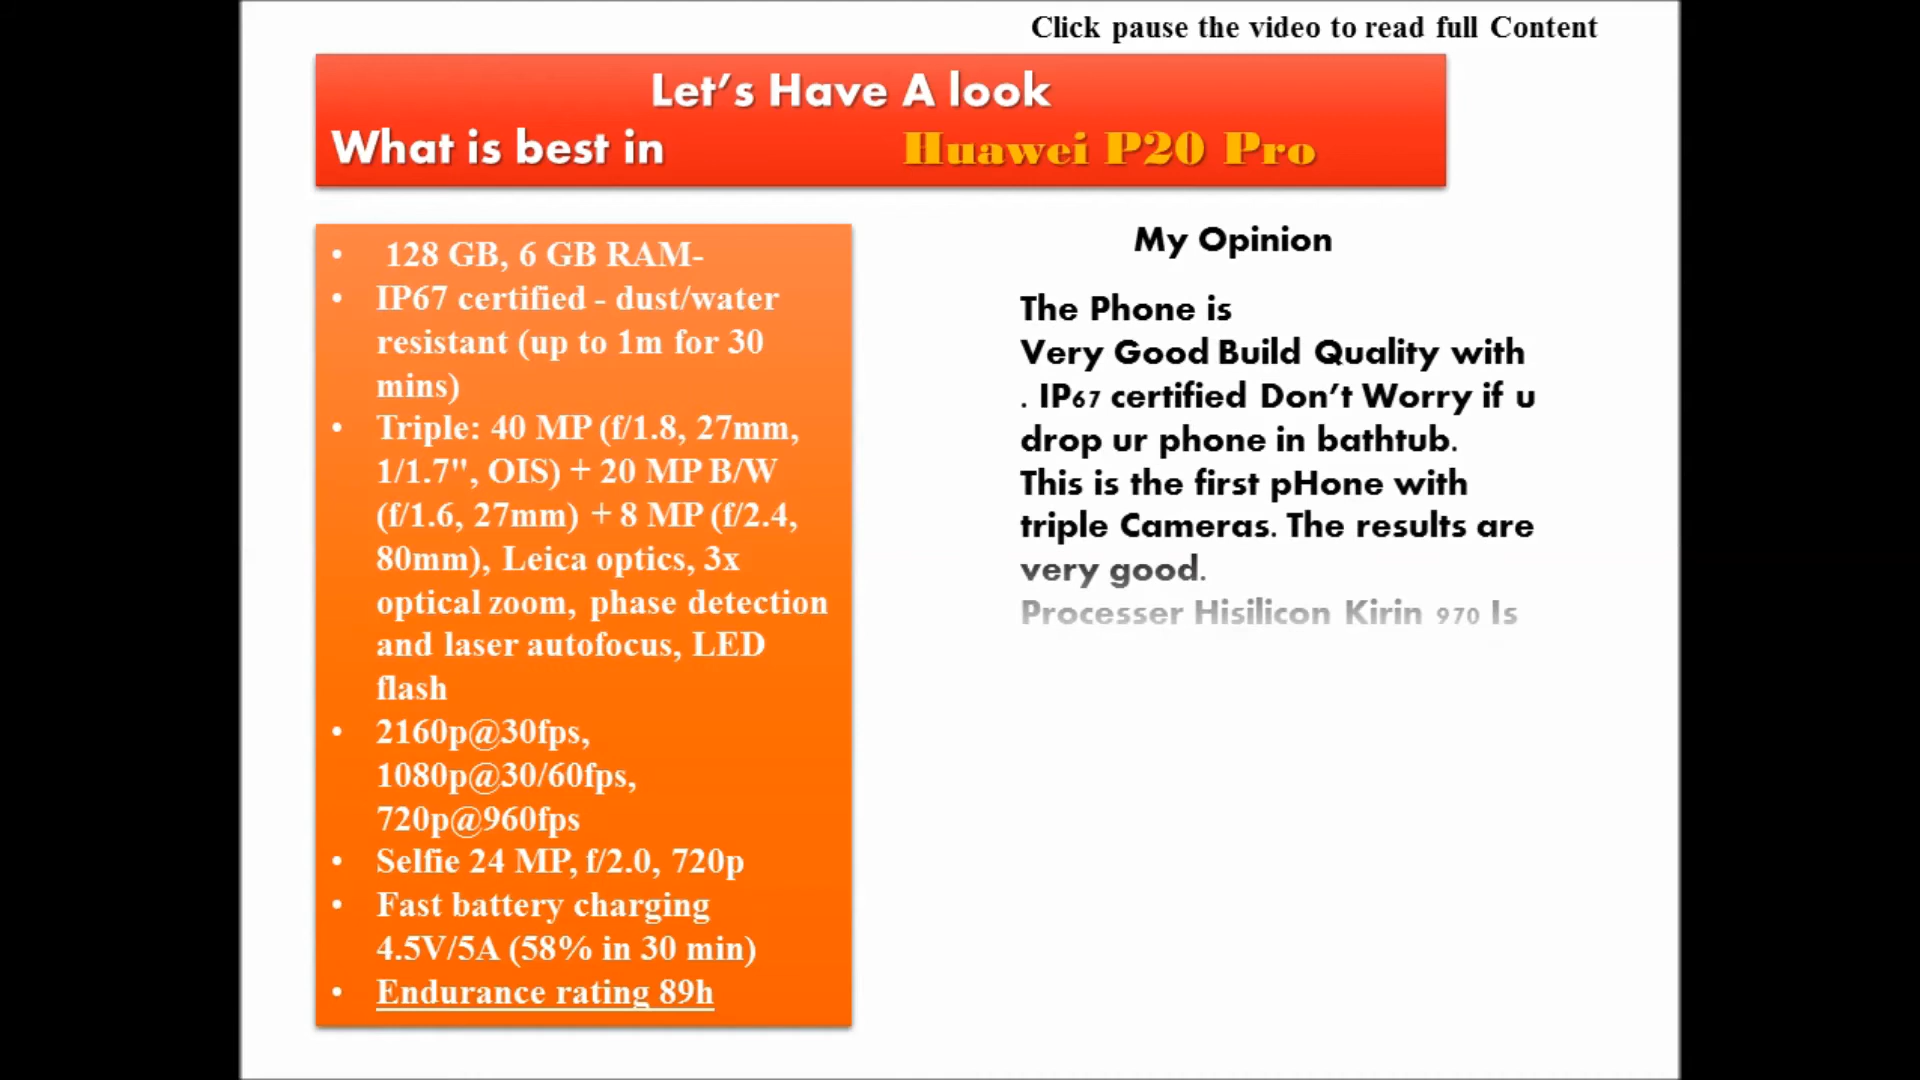 Click pause the video to read full Content
Let's Have A look
What is best in Huawei P20 Pro
• 128 GB, 6 GB RAM-
• IP67 certified - dust/water
resistant (up to 1m for 30
mins)
• Triple: 40 MP (f/1.8, 27mm,
1/1.7", OIS) + 20 MP B/W
(f/1.6, 27mm) + 8 MP (f/2.4,
80mm), Leica optics, 3x
optical zoom, phase detection
and laser autofocus, LED
flash
• 2160p@30fps,
1080p@30/60fps,
720p@960fps
• Selfie 24 MP, f/2.0, 720p
• Fast battery charging
4.5V/5A (58% in 30 min)
• Endurance rating 89h
My Opinion
The Phone is
Very Good Build Quality with
. IP67 certified Don't Worry if u
drop ur phone in bathtub.
This is the first pHone with
triple Cameras. The results are
very good.
Processer Hisilicon Kirin 970 Is